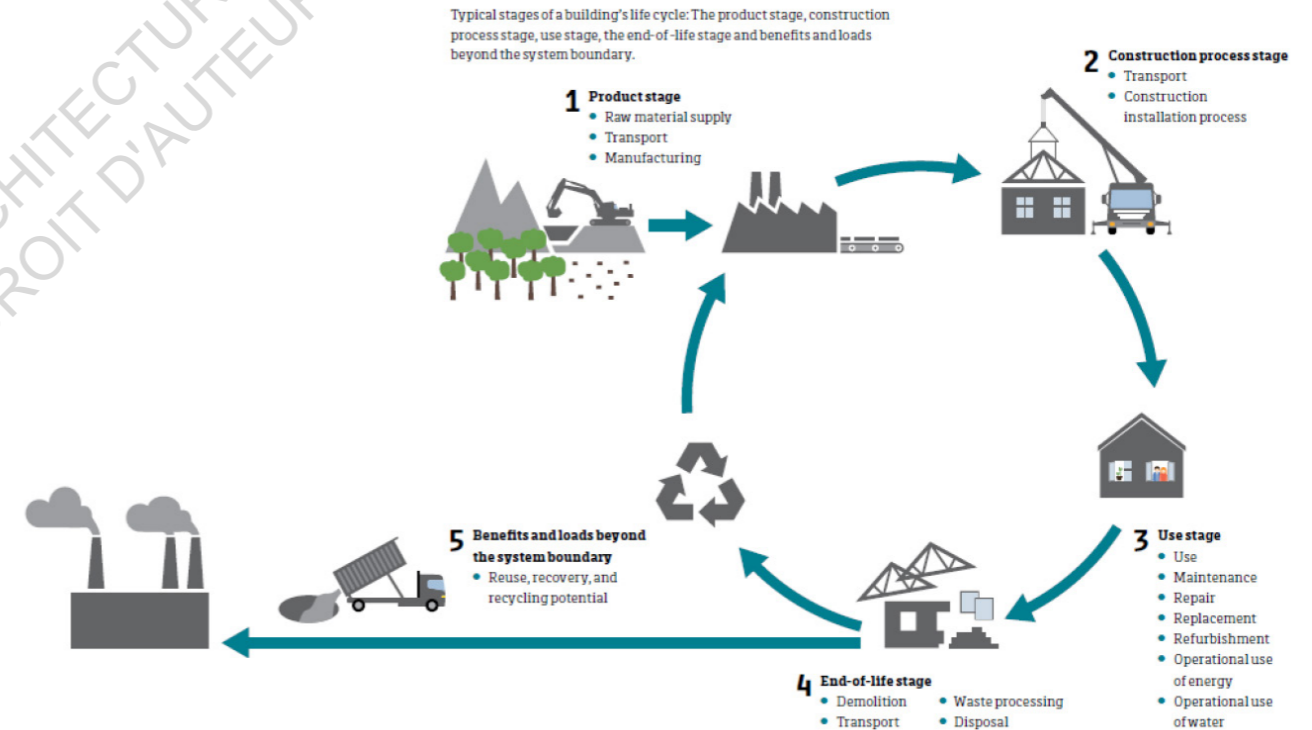 Typical stages of a building's life cycle: The product stage, construction
process stage, use stage, the end-of-life stage and benefits and loads
beyond the system boundary.
1 Product stage
• Raw material supply
• Transport
• Manufacturing
2 Construction process stage
• Transport
• Construction
installation process
3 Use stage
• Use
• Maintenance
• Repair
• Replacement
• Refurbishment
• Operational use
of energy
• Operational use
of water
4 End-of-life stage
• Demolition
• Transport
• Waste processing
• Disposal
5 Benefits and loads beyond
the system boundary
• Reuse, recovery, and
recycling potential
D'AUTEUR